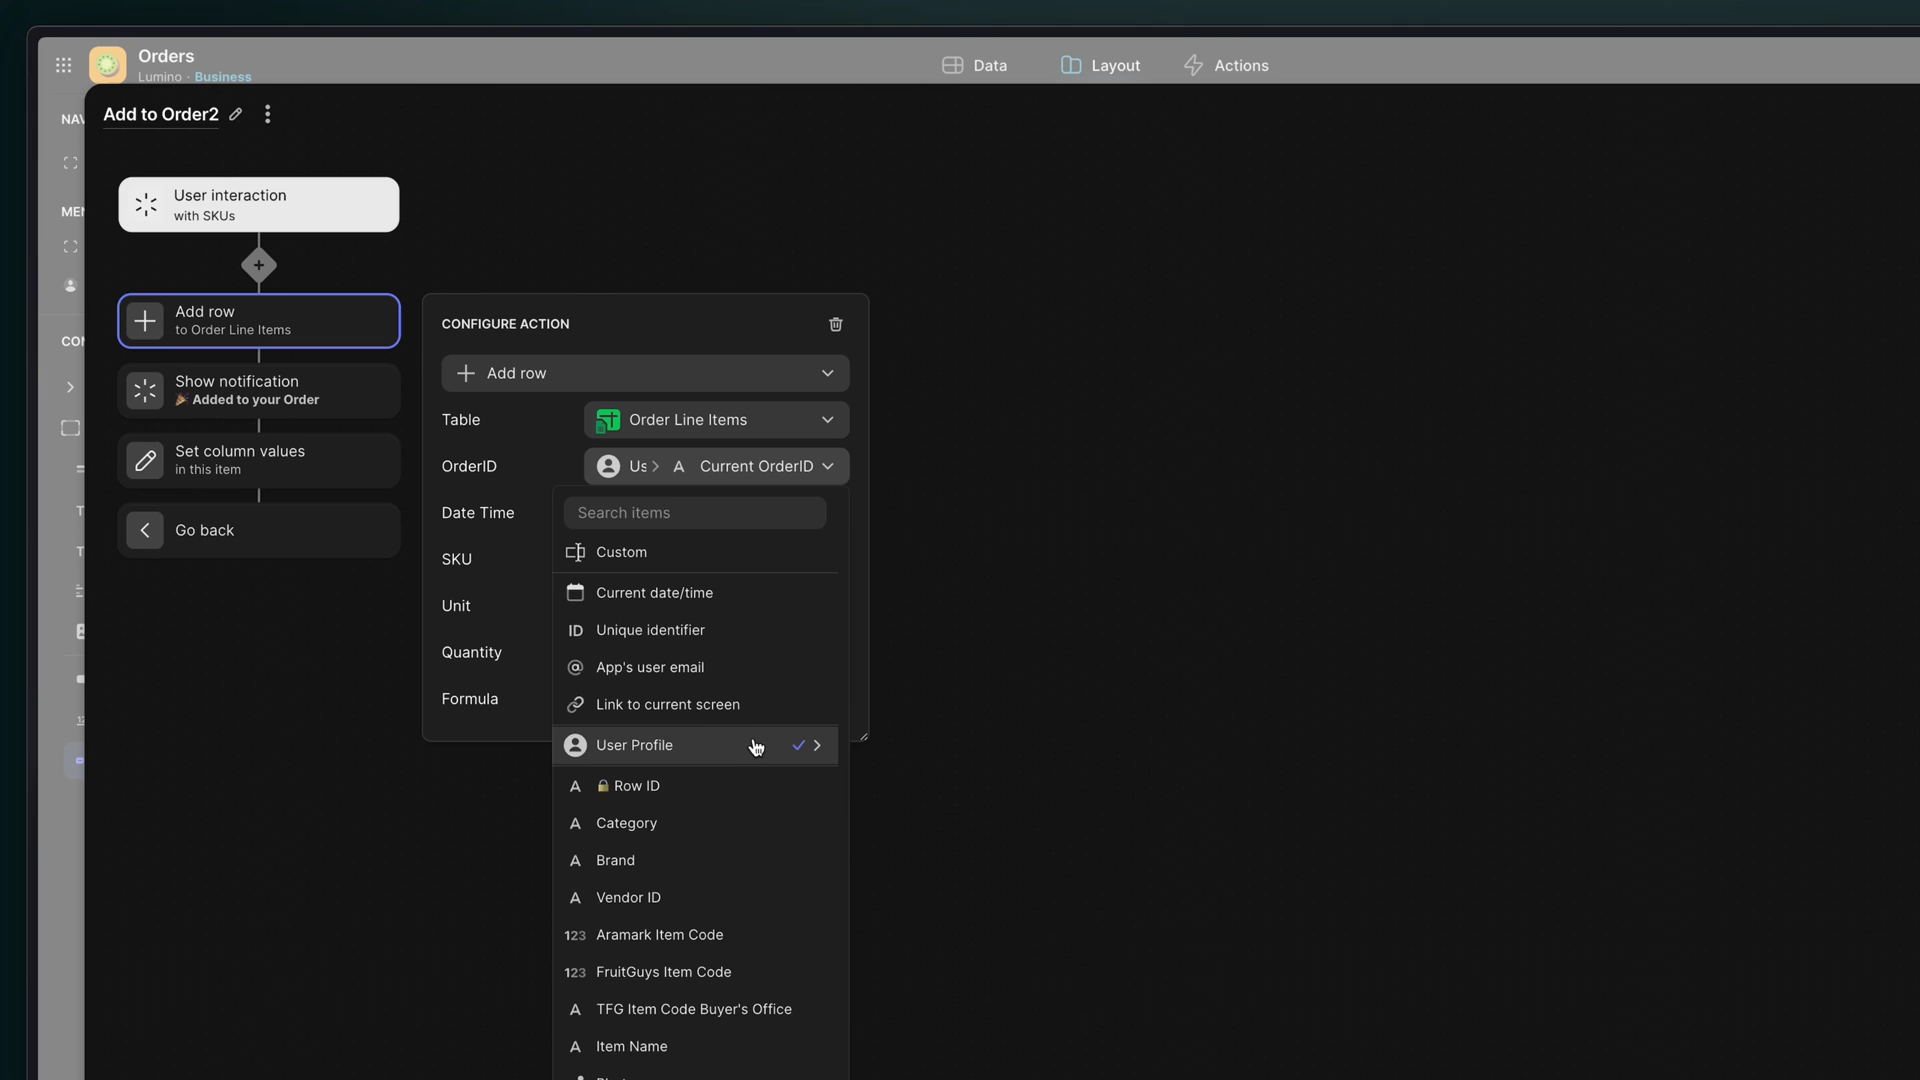 Orders
Lumino · Business
Data
Layout
Actions
Add to Order2
User interaction
with SKUs
Add row
to Order Line Items
Show notification
🎉 Added to your Order
Set column values
in this item
Go back
CONFIGURE ACTION
Add row
Table
Order Line Items
OrderID
Us > A Current OrderID
Date Time
SKU
Unit
Quantity
Formula
Search items
Custom
Current date/time
ID Unique identifier
App's user email
Link to current screen
User Profile
A 🔒 Row ID
A Category
A Brand
A Vendor ID
123 Aramark Item Code
123 FruitGuys Item Code
A TFG Item Code Buyer's Office
A Item Name